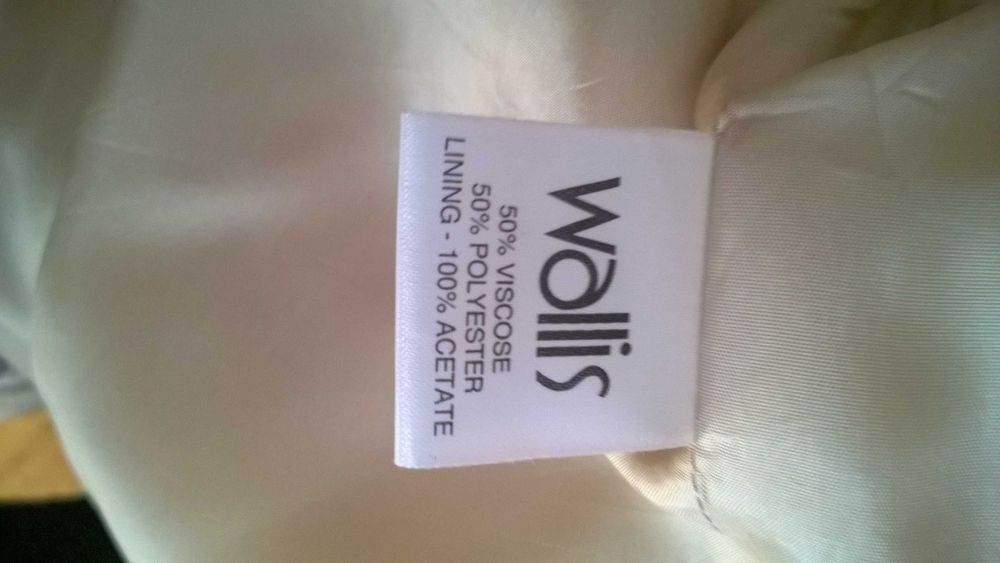 wallis
50% VISCOSE
50% POLYESTER
LINING - 100% ACETATE